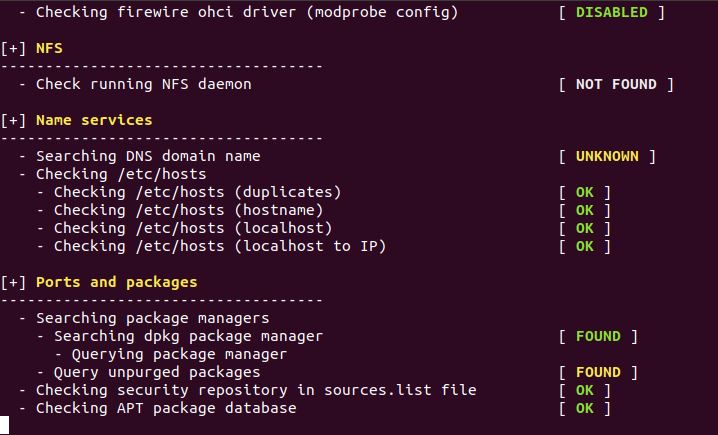 - Checking firewire ohci driver (modprobe config) [ DISABLED ]
[+] NFS
------------------------------------
- Check running NFS daemon [ NOT FOUND ]
[+] Name services
------------------------------------
- Searching DNS domain name [ UNKNOWN ]
- Checking /etc/hosts
- Checking /etc/hosts (duplicates) [ OK ]
- Checking /etc/hosts (hostname) [ OK ]
- Checking /etc/hosts (localhost) [ OK ]
- Checking /etc/hosts (localhost to IP) [ OK ]
[+] Ports and packages
------------------------------------
- Searching package managers
- Searching dpkg package manager [ FOUND ]
- Querying package manager
- Query unpurged packages [ FOUND ]
- Checking security repository in sources.list file [ OK ]
- Checking APT package database [ OK ]